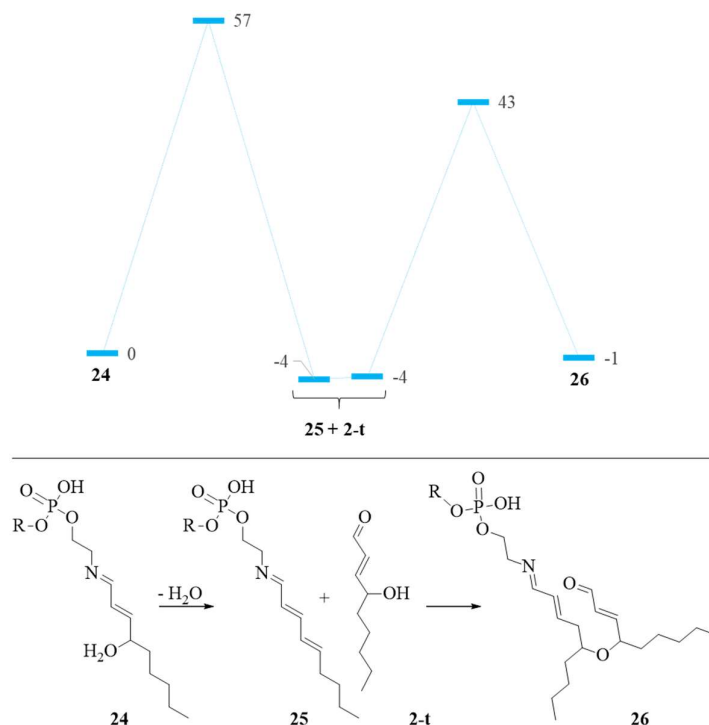 57
43
0
-4
-4
-1
24
26
25 + 2-t
O
OH
P
R-O
O
N
H₂O
- H₂O
O
OH
P
R-O
O
N
+
O
OH
R
O
O
P
OH
O
N
O
O
24
25
2-t
26